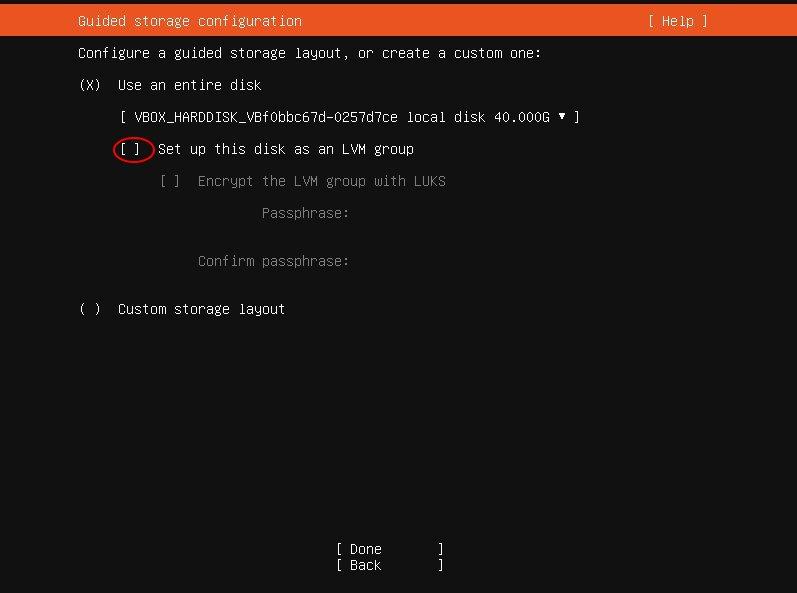 Guided storage configuration [ Help ]
Configure a guided storage layout, or create a custom one:
(X) Use an entire disk
[ VBOX_HARDDISK_VBf0bbc67d-0257d7ce local disk 40.000G ▾ ]
[ ] Set up this disk as an LVM group
[ ] Encrypt the LVM group with LUKS
Passphrase:
Confirm passphrase:
( ) Custom storage layout
[ Done ]
[ Back ]